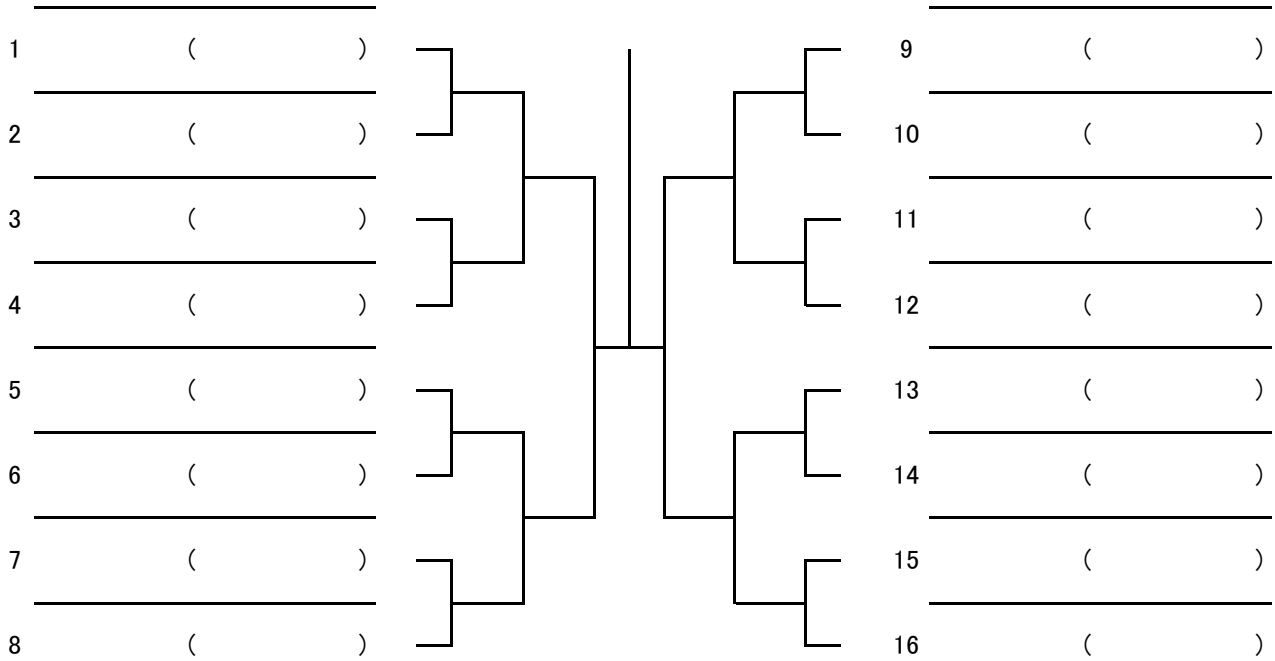 1 ( ) 9 ( )
2 ( ) 10 ( )
3 ( ) 11 ( )
4 ( ) 12 ( )
5 ( ) 13 ( )
6 ( ) 14 ( )
7 ( ) 15 ( )
8 ( ) 16 ( )